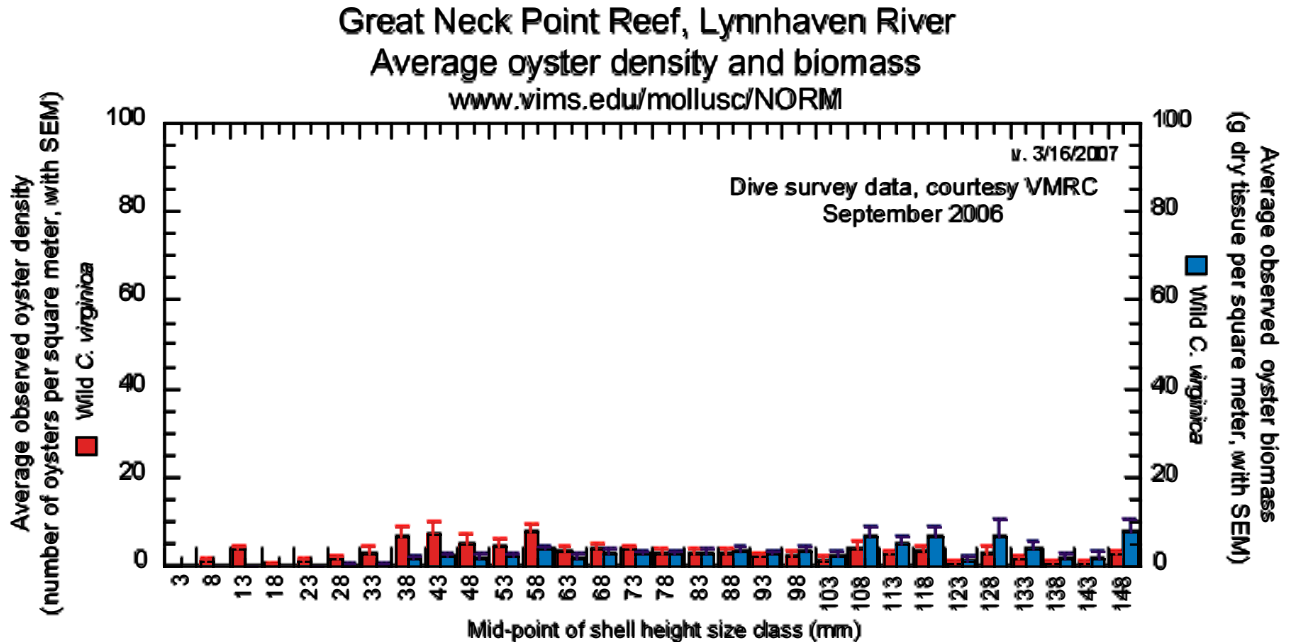 Great Neck Point Reef, Lynnhaven River
Average oyster density and biomass
www.vims.edu/mollusc/NORM
Average observed oyster density
(number of oysters per square meter, with SEM)
Wild C. virginica
100
80
60
40
20
0
3/16/2007
Dive survey data, courtesy VMRC
September 2006
100
80
60
40
20
0
Wild C. virginica
Average observed oyster biomass
(g dry tissue per square meter, with SEM)
3 8 13 18 23 28 33 38 43 48 53 58 63 68 73 78 83 88 93 98 103 108 113 118 123 128 133 138 143 148
Mid-point of shell height size class (mm)